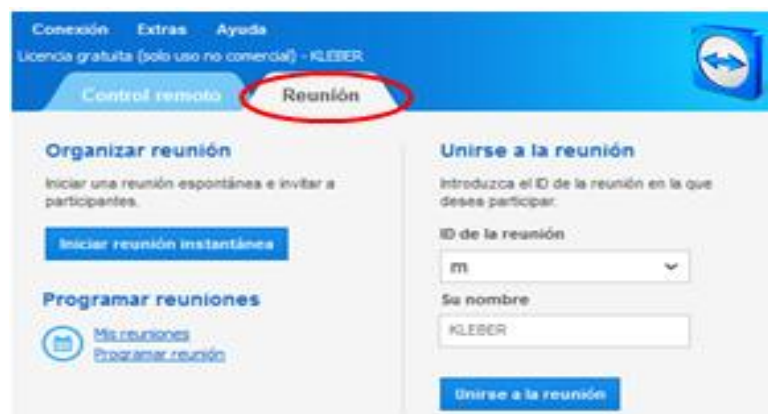 Conexión Extras Ayuda
Licencia gratuita (solo uso no comercial) - KLEBER
Control remoto Reunión
Organizar reunión
Iniciar una reunión espontánea e invitar a
participantes.
Iniciar reunión instantánea
Programar reuniones
Mis reuniones
Programar reunión
Unirse a la reunión
Introduzca el ID de la reunión en la que
desea participar.
ID de la reunión
m
Su nombre
KLEBER
Unirse a la reunión